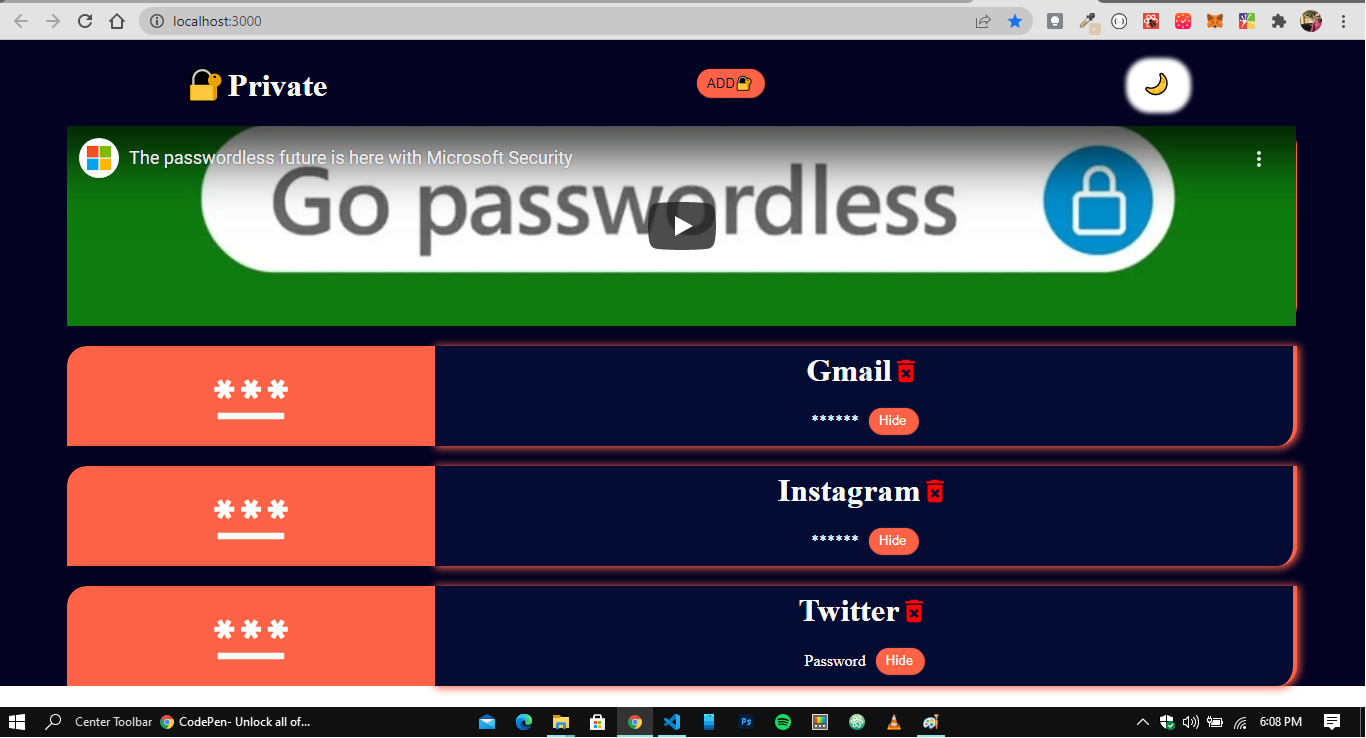 localhost:3000
Private
ADD
The passwordless future is here with Microsoft Security
Go passwordless
***
Gmail
****** Hide
***
Instagram
****** Hide
***
Twitter
Password Hide
Center Toolbar CodePen- Unlock all of...
Ps
6:08 PM